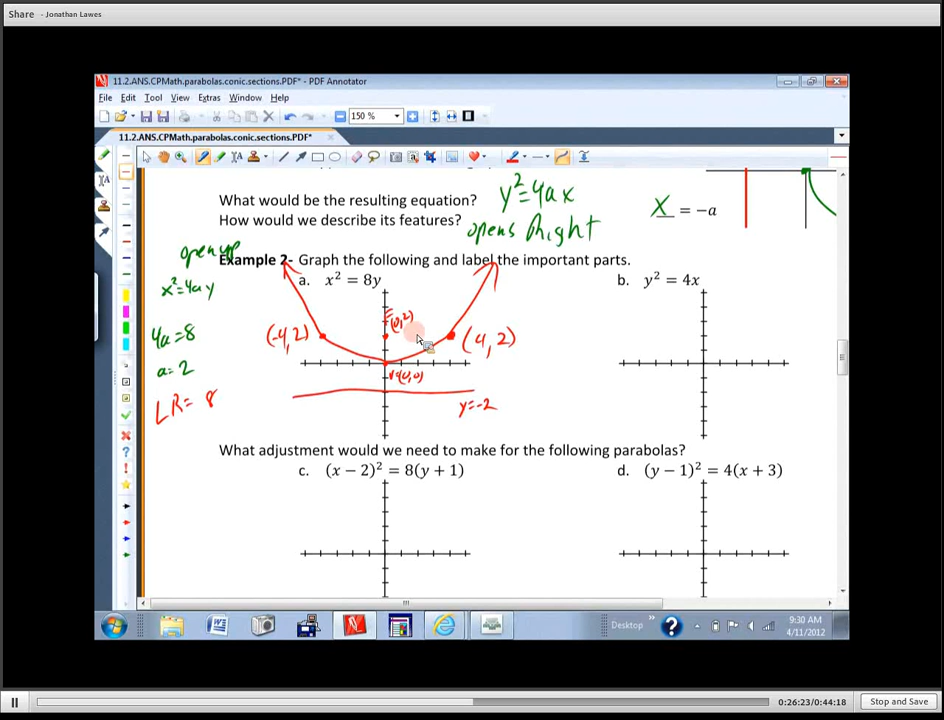 Share - Jonathan Lawes
11.2.ANS.CPMath.parabolas.conic.sections.PDF* - PDF Annotator
File Edit Tool View Extras Window Help
150 %
11.2.ANS.CPMath.parabolas.conic.sections.PDF*
What would be the resulting equation? y²=4ax
x = -a
How would we describe its features? opens Right
open up
Example 2- Graph the following and label the important parts.
a. x² = 8y
b. y² = 4x
x²=4ay
4a=8
a=2
LR=8
(-4,2)
F(0,2)
(4,2)
V(0,0)
y=-2
What adjustment would we need to make for the following parabolas?
c. (x − 2)² = 8(y + 1)
d. (y − 1)² = 4(x + 3)
Desktop
9:30 AM
4/11/2012
0:26:23/0:44:18
Stop and Save